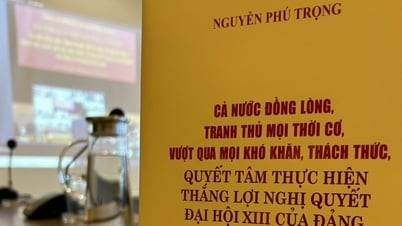 NGUYỄN PHÚ TRỌNG
CẢ NƯỚC ĐỒNG LÒNG,
TRANH THỦ MỌI THỜI CƠ,
VƯỢT QUA MỌI KHÓ KHĂN, THÁCH THỨC,
QUYẾT TÂM THỰC HIỆN
THẮNG LỢI NGHỊ QUYẾT
ĐẠI HỘI XIII CỦA ĐẢNG